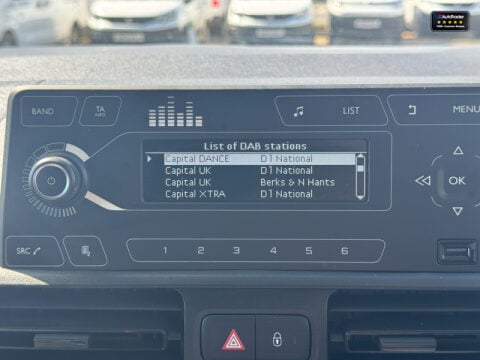 AutoTrader
BAND
TA
INFO
LIST
MENU
List of DAB stations
Capital DANCE D1 National
Capital UK D1 National
Capital UK Berks & N Hants
Capital XTRA D1 National
OK
SRC
1 2 3 4 5 6